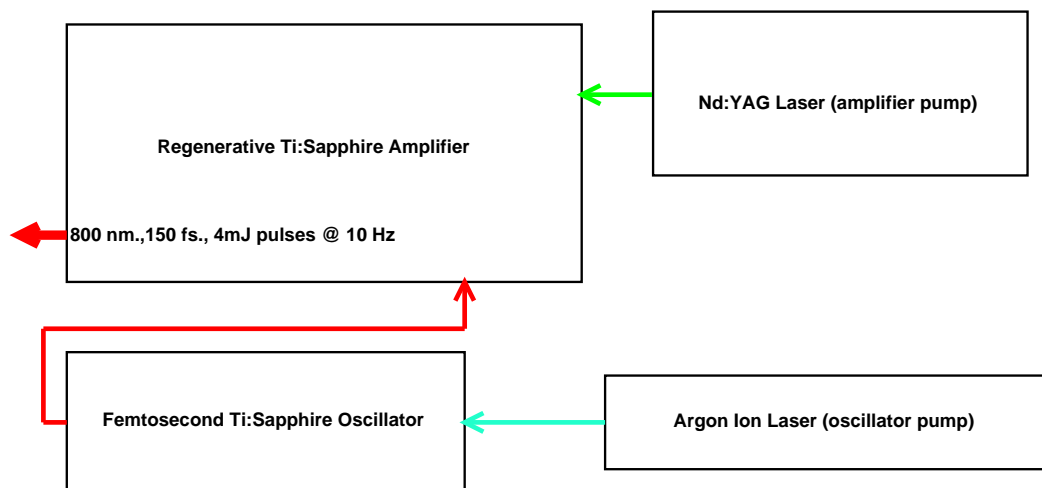 Nd:YAG Laser (amplifier pump)
Regenerative Ti:Sapphire Amplifier
800 nm.,150 fs., 4mJ pulses @ 10 Hz
Femtosecond Ti:Sapphire Oscillator
Argon Ion Laser (oscillator pump)